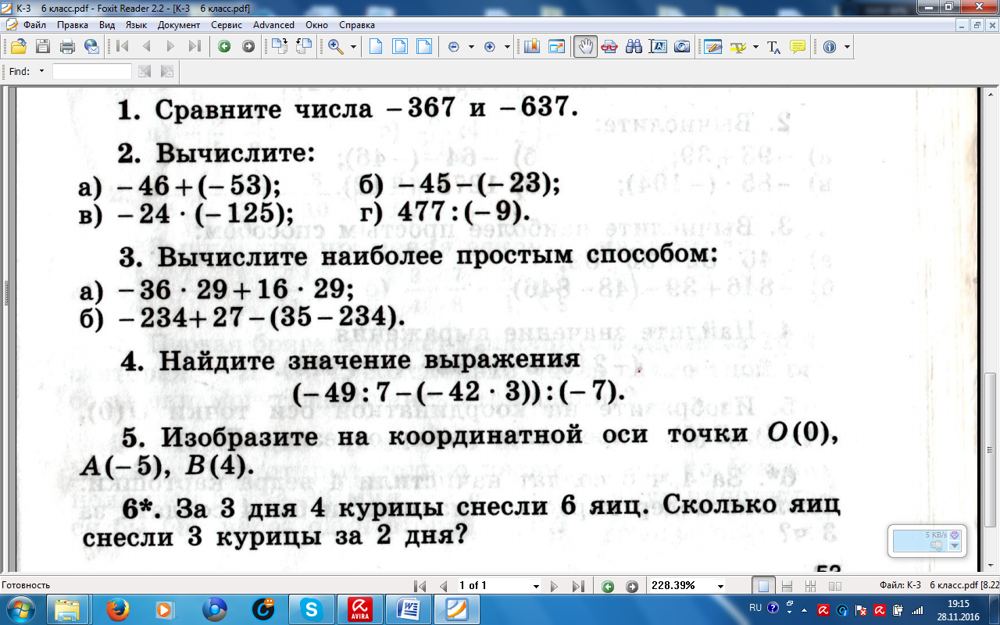 K-3 6 класс.pdf - Foxit Reader 2.2 - [K-3 6 класс.pdf]
Файл Правка Вид Язык Документ Сервис Advanced Окно Справка
Find:
1. Сравните числа −367 и −637.
2. Вычислите:
а) −46+(−53); б) −45−(−23);
в) −24 · (−125); г) 477:(−9).
3. Вычислите наиболее простым способом:
а) −36 · 29+16 · 29;
б) −234+27−(35−234).
4. Найдите значение выражения
(−49:7−(−42 · 3)):(−7).
5. Изобразите на координатной оси точки O(0),
A(−5), B(4).
6*. За 3 дня 4 курицы снесли 6 яиц. Сколько яиц
снесли 3 курицы за 2 дня?
5 KB/s
Готовность 1 of 1 228.39% Файл: K-3 6 класс.pdf [8.22
AVIRA RU 19:15
28.11.2016